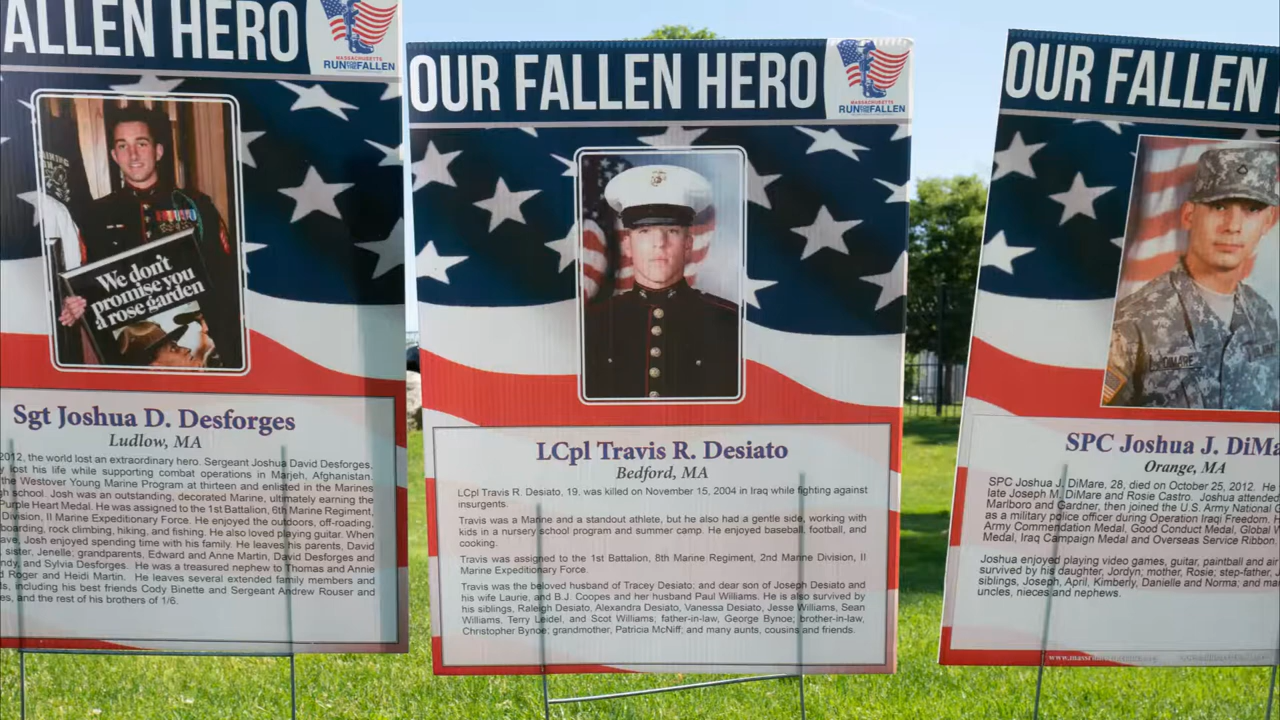 ALLEN HERO
MASSACHUSETTS
RUN FOR THE FALLEN
We don't
promise you
a rose garden
Sgt Joshua D. Desforges
Ludlow, MA
2012, the world lost an extraordinary hero. Sergeant Joshua David Desforges,
lost his life while supporting combat operations in Marjeh, Afghanistan.
the Westover Young Marine Program at thirteen and enlisted in the Marines
school. Josh was an outstanding, decorated Marine, ultimately earning the
Purple Heart Medal. He was assigned to the 1st Battalion, 6th Marine Regiment,
Division, II Marine Expeditionary Force. He enjoyed the outdoors, off-roading,
boarding, rock climbing, hiking, and fishing. He also loved playing guitar. When
Josh enjoyed spending time with his family. He leaves his parents, David
sister, Jenelle; grandparents, Edward and Anne Martin, David Desforges and
and Sylvia Desforges. He was a treasured nephew to Thomas and Annie
Roger and Heidi Martin. He leaves several extended family members and
including his best friends Cody Binette and Sergeant Andrew Rouser and
and the rest of his brothers of 1/6.
OUR FALLEN HERO
MASSACHUSETTS
RUN FOR THE FALLEN
LCpl Travis R. Desiato
Bedford, MA
LCpl Travis R. Desiato, 19, was killed on November 15, 2004 in Iraq while fighting against
insurgents.
Travis was a Marine and a standout athlete, but he also had a gentle side, working with
kids in a nursery school program and summer camp. He enjoyed baseball, football, and
cooking.
Travis was assigned to the 1st Battalion, 8th Marine Regiment, 2nd Marine Division, II
Marine Expeditionary Force.
Travis was the beloved husband of Tracey Desiato; and dear son of Joseph Desiato and
his wife Laurie, and B.J. Coopes and her husband Paul Williams. He is also survived by
his siblings, Raleigh Desiato, Alexandra Desiato, Vanessa Desiato, Jesse Williams, Sean
Williams, Terry Leidel, and Scot Williams; father-in-law, George Bynoe; brother-in-law,
Christopher Bynoe; grandmother, Patricia McNiff; and many aunts, cousins and friends.
OUR FALLEN
DIMARE
SPC Joshua J. DiMa
Orange, MA
SPC Joshua J. DiMare, 28, died on October 25, 2012. He
late Joseph M. DiMare and Rosie Castro. Joshua attended
Marlboro and Gardner, then joined the U.S. Army National G
as a military police officer during Operation Iraqi Freedom.
Army Commendation Medal, Good Conduct Medal, Global
Medal, Iraq Campaign Medal and Overseas Service Ribbon.
Joshua enjoyed playing video games, guitar, paintball and
survived by his daughter, Jordyn; mother, Rosie; step-father,
siblings, Joseph, April, Kimberly, Danielle and Norma; and
uncles, nieces and nephews.